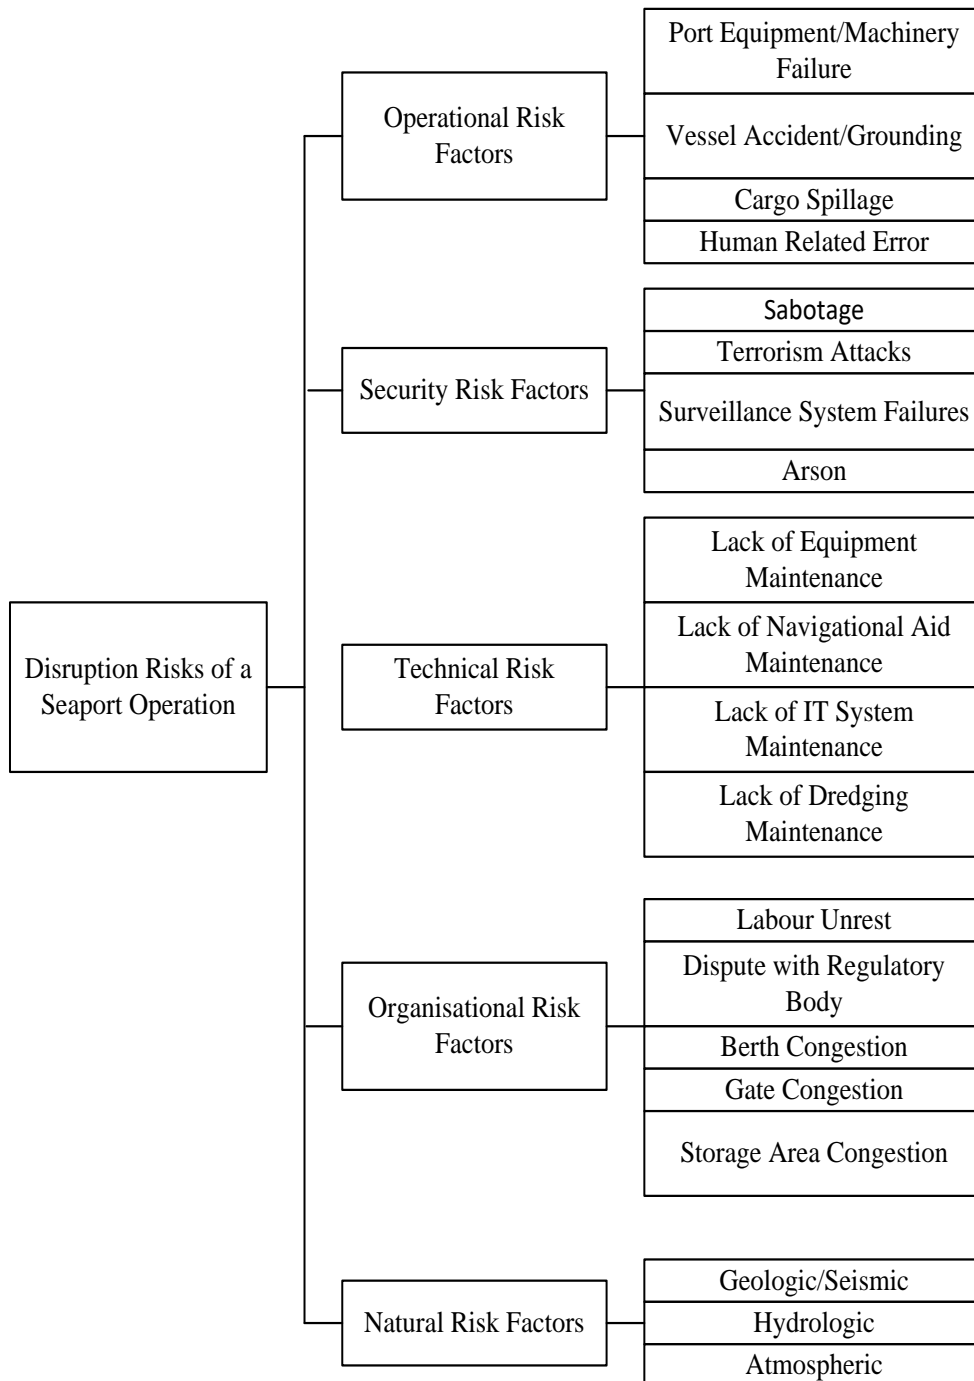 Disruption Risks of a
Seaport Operation
Operational Risk
Factors
Port Equipment/Machinery
Failure
Vessel Accident/Grounding
Cargo Spillage
Human Related Error
Security Risk Factors
Sabotage
Terrorism Attacks
Surveillance System Failures
Arson
Technical Risk
Factors
Lack of Equipment
Maintenance
Lack of Navigational Aid
Maintenance
Lack of IT System
Maintenance
Lack of Dredging
Maintenance
Organisational Risk
Factors
Labour Unrest
Dispute with Regulatory
Body
Berth Congestion
Gate Congestion
Storage Area Congestion
Natural Risk Factors
Geologic/Seismic
Hydrologic
Atmospheric